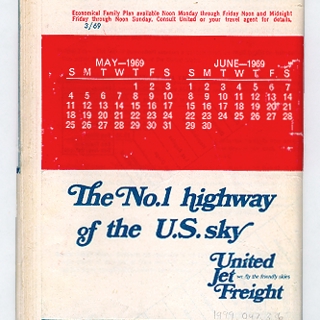 Economical Family Plan available Noon Monday through Friday Noon and Midnight
Friday through Noon Sunday. Consult United or your travel agent for details.
3/69
MAY—1969
S M T W T F S
1 2 3
4 5 6 7 8 9 10
11 12 13 14 15 16 17
18 19 20 21 22 23 24
25 26 27 28 29 30 31
JUNE—1969
S M T W T F S
1 2 3 4 5 6 7
8 9 10 11 12 13 14
15 16 17 18 19 20 21
22 23 24 25 26 27 28
29 30
The No.1 highway
of the U.S. sky
United
Jet we fly the friendly skies
Freight